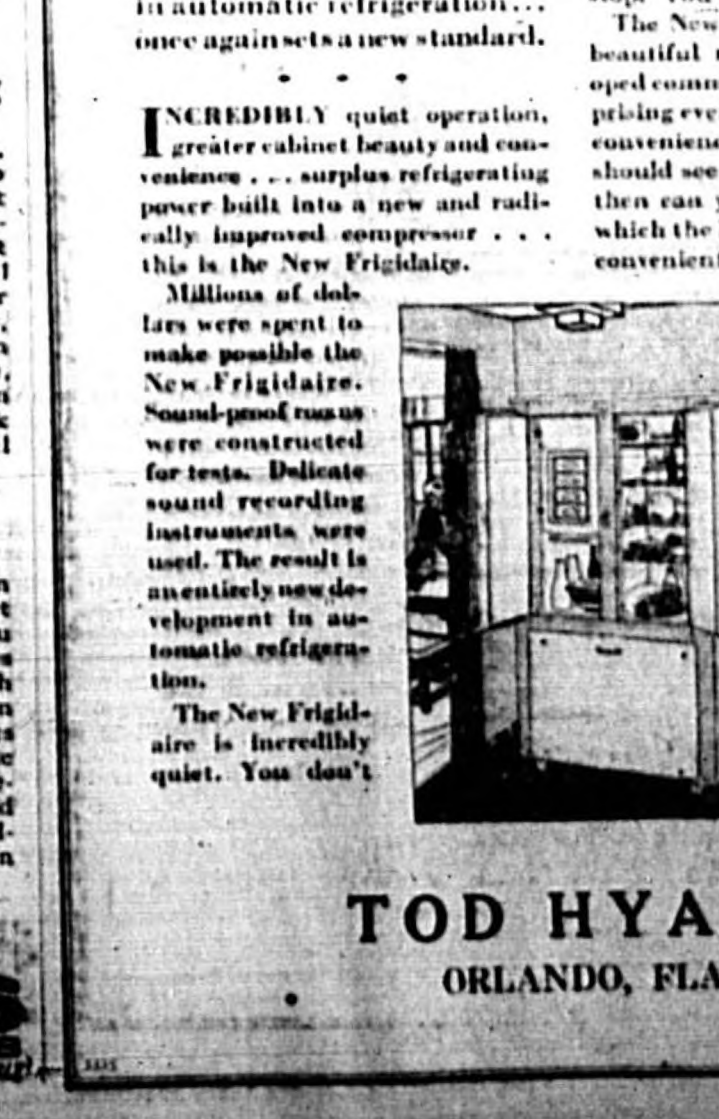 in automatic refrigeration...
once again sets a new standard.
INCREDIBLY quiet operation,
greater cabinet beauty and con-
venience . . . surplus refrigerating
power built into a new and radi-
cally improved compressor . . .
this is the New Frigidaire.
Millions of dol-
lars were spent to
make possible the
New Frigidaire.
Sound-proof rooms
were constructed
for tests. Delicate
sound recording
instruments were
used. The result is
an entirely new de-
velopment in au-
tomatic refrigera-
tion.
The New Frigid-
aire is incredibly
quiet. You don't
The New
beautiful
oped comm
prising eve
convenienc
should see
then can y
which the
convenient
TOD HYA
ORLANDO, FLA